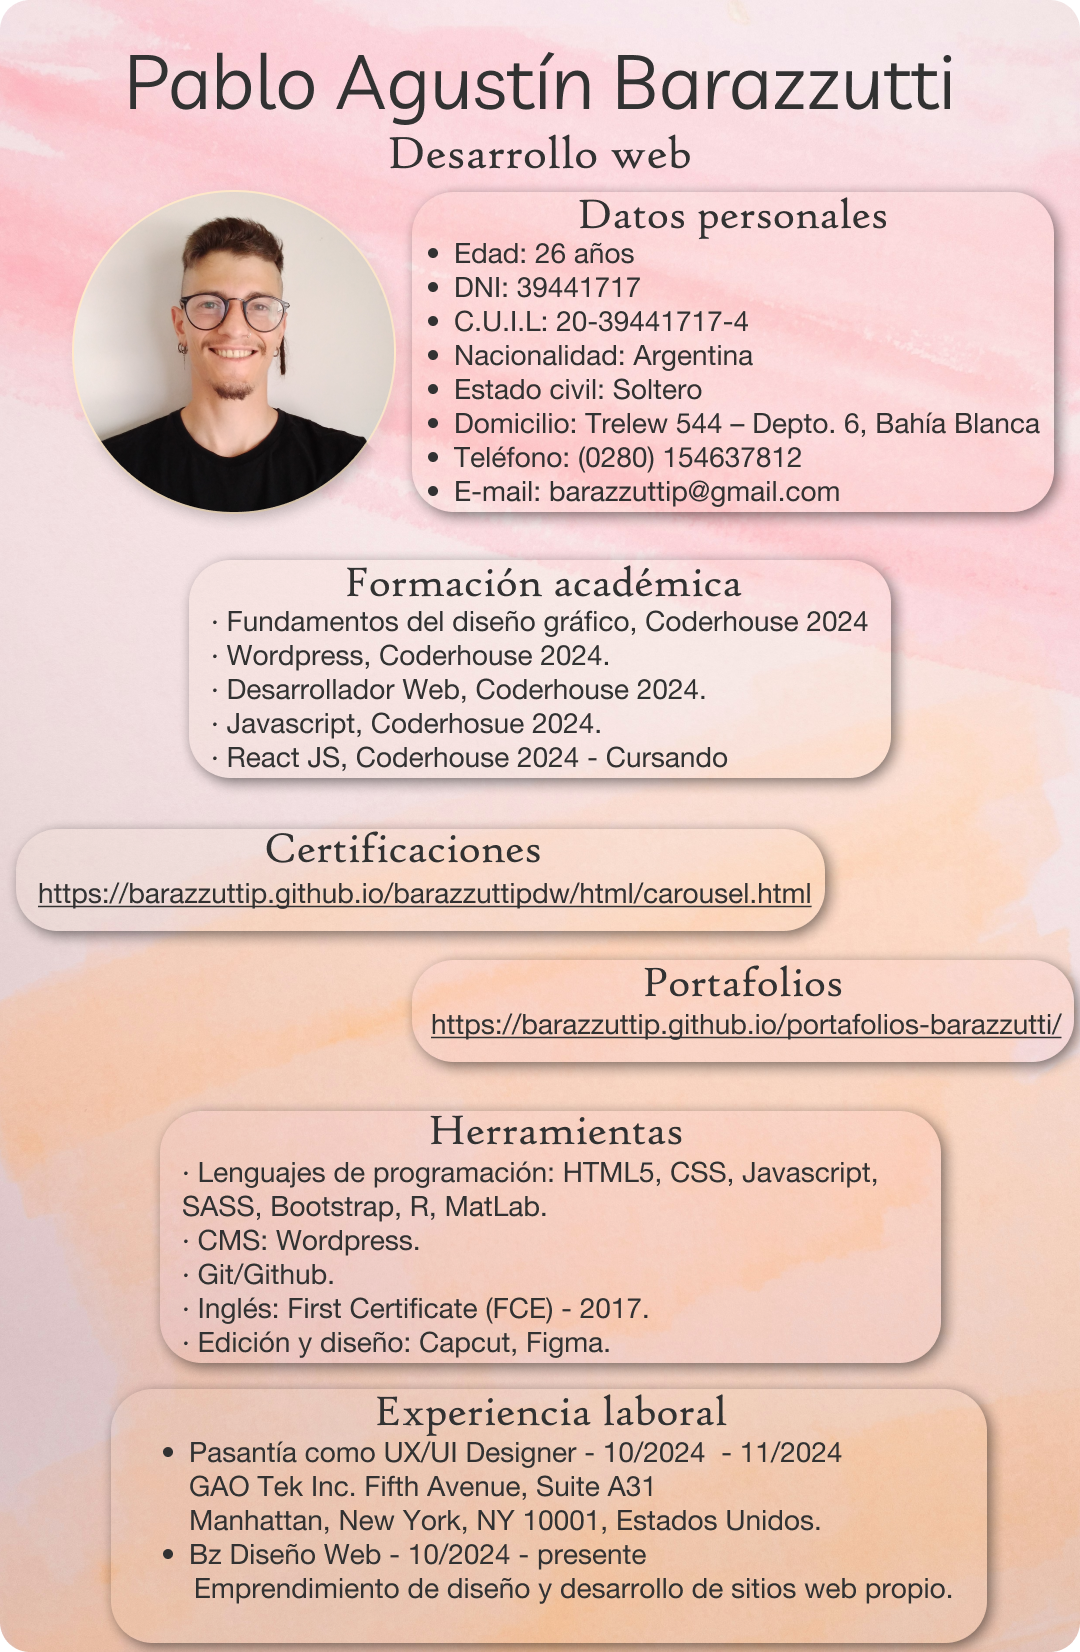 Pablo Agustín Barazzutti
Desarrollo web
Datos personales
• Edad: 26 años
• DNI: 39441717
• C.U.I.L: 20-39441717-4
• Nacionalidad: Argentina
• Estado civil: Soltero
• Domicilio: Trelew 544 – Depto. 6, Bahía Blanca
• Teléfono: (0280) 154637812
• E-mail: barazzuttip@gmail.com
Formación académica
· Fundamentos del diseño gráfico, Coderhouse 2024
· Wordpress, Coderhouse 2024.
· Desarrollador Web, Coderhouse 2024.
· Javascript, Coderhosue 2024.
· React JS, Coderhouse 2024 - Cursando
Certificaciones
https://barazzuttip.github.io/barazzuttipdw/html/carousel.html
Portafolios
https://barazzuttip.github.io/portafolios-barazzutti/
Herramientas
· Lenguajes de programación: HTML5, CSS, Javascript,
SASS, Bootstrap, R, MatLab.
· CMS: Wordpress.
· Git/Github.
· Inglés: First Certificate (FCE) - 2017.
· Edición y diseño: Capcut, Figma.
Experiencia laboral
• Pasantía como UX/UI Designer - 10/2024  - 11/2024
GAO Tek Inc. Fifth Avenue, Suite A31
Manhattan, New York, NY 10001, Estados Unidos.
• Bz Diseño Web - 10/2024 - presente
Emprendimiento de diseño y desarrollo de sitios web propio.